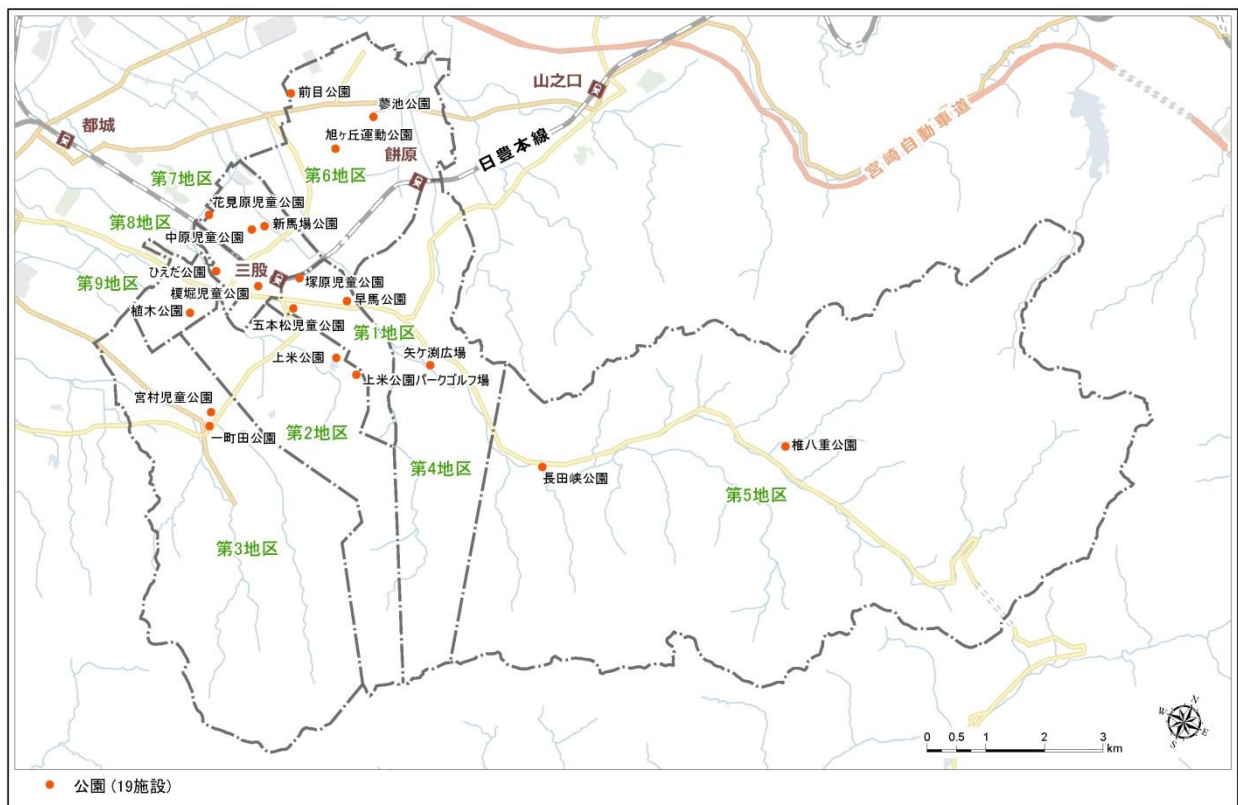 山之口
前目公園
蓼池公園
都城
旭ヶ丘運動公園
餅原
日豊本線
宮崎自動車道
第6地区
第7地区
花見原児童公園
第8地区
新馬場公園
中原児童公園
ひえだ公園
三股
塚原児童公園
第9地区
榎堀児童公園
早馬公園
植木公園
五本松児童公園
第1地区
上米公園
矢ケ渕広場
上米公園パークゴルフ場
宮村児童公園
一町田公園
第2地区
第4地区
椎八重公園
長田峡公園
第5地区
第3地区
N
W
E
S
0 0.5 1 2 3
km
公園(19施設)